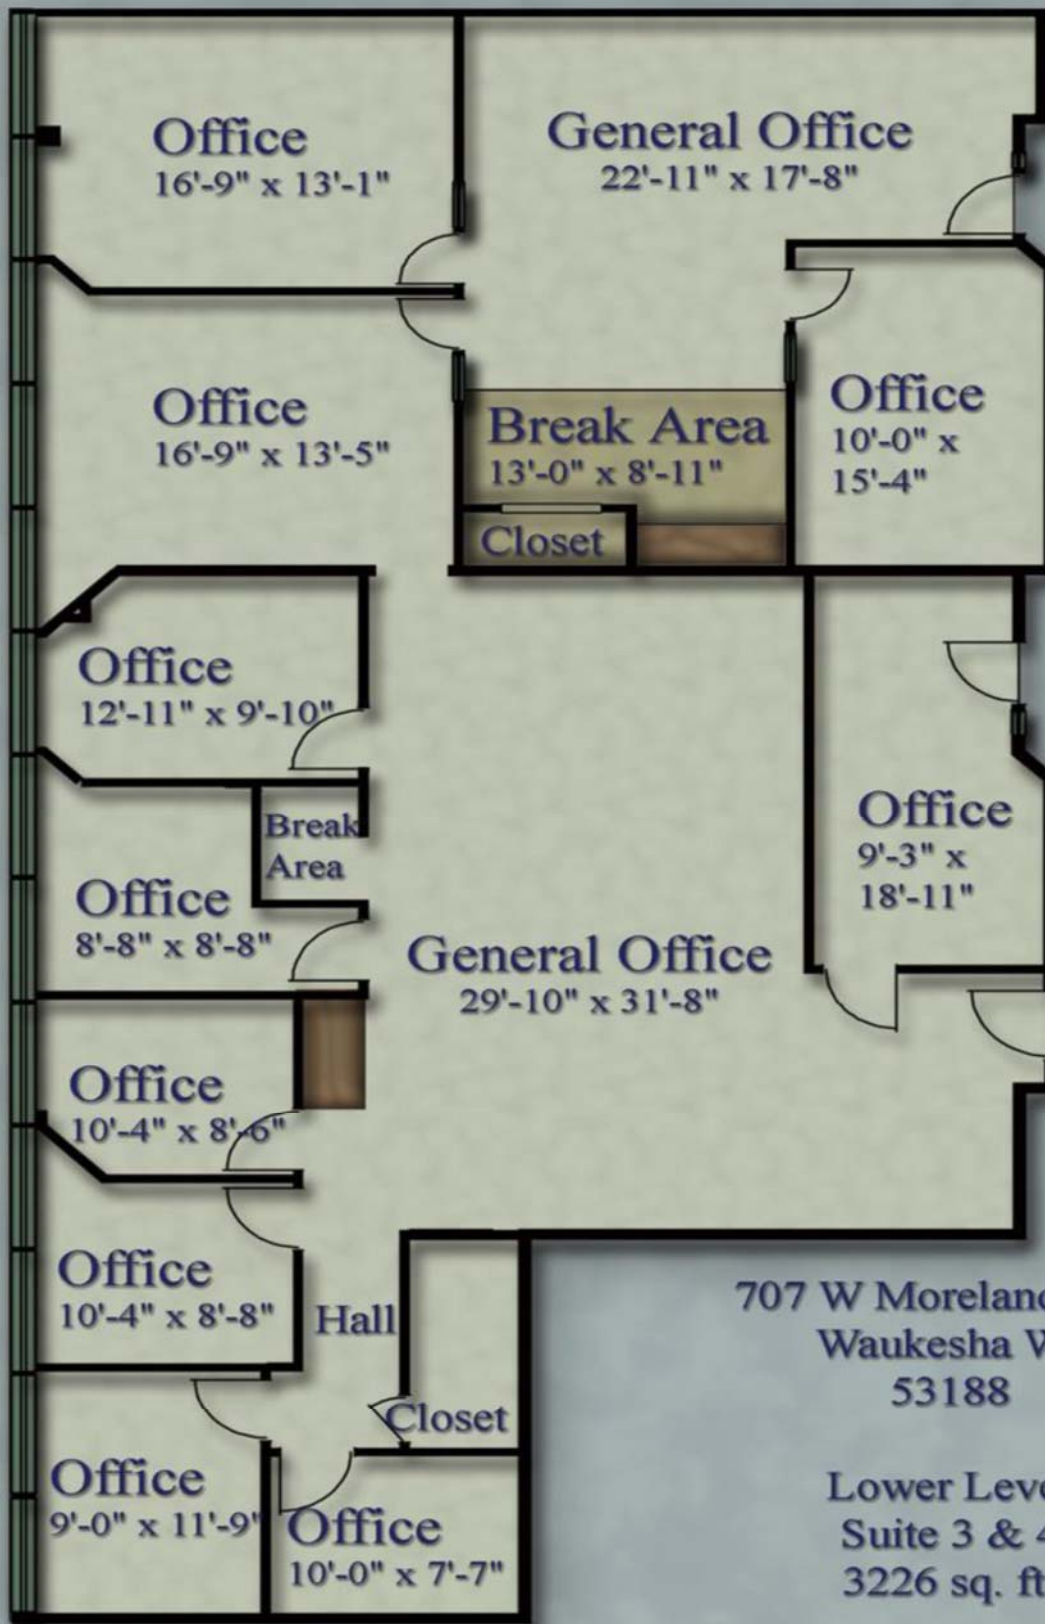 Office
16'-9" x 13'-1"
General Office
22'-11" x 17'-8"
Office
16'-9" x 13'-5"
Break Area
13'-0" x 8'-11"
Closet
Office
10'-0" x
15'-4"
Office
12'-11" x 9'-10"
Break
Area
Office
8'-8" x 8'-8"
General Office
29'-10" x 31'-8"
Office
9'-3" x
18'-11"
Office
10'-4" x 8'-6"
Office
10'-4" x 8'-8"
Hall
Closet
Office
9'-0" x 11'-9"
Office
10'-0" x 7'-7"
707 W Moreland
Waukesha W
53188
Lower Leve
Suite 3 & 4
3226 sq. ft